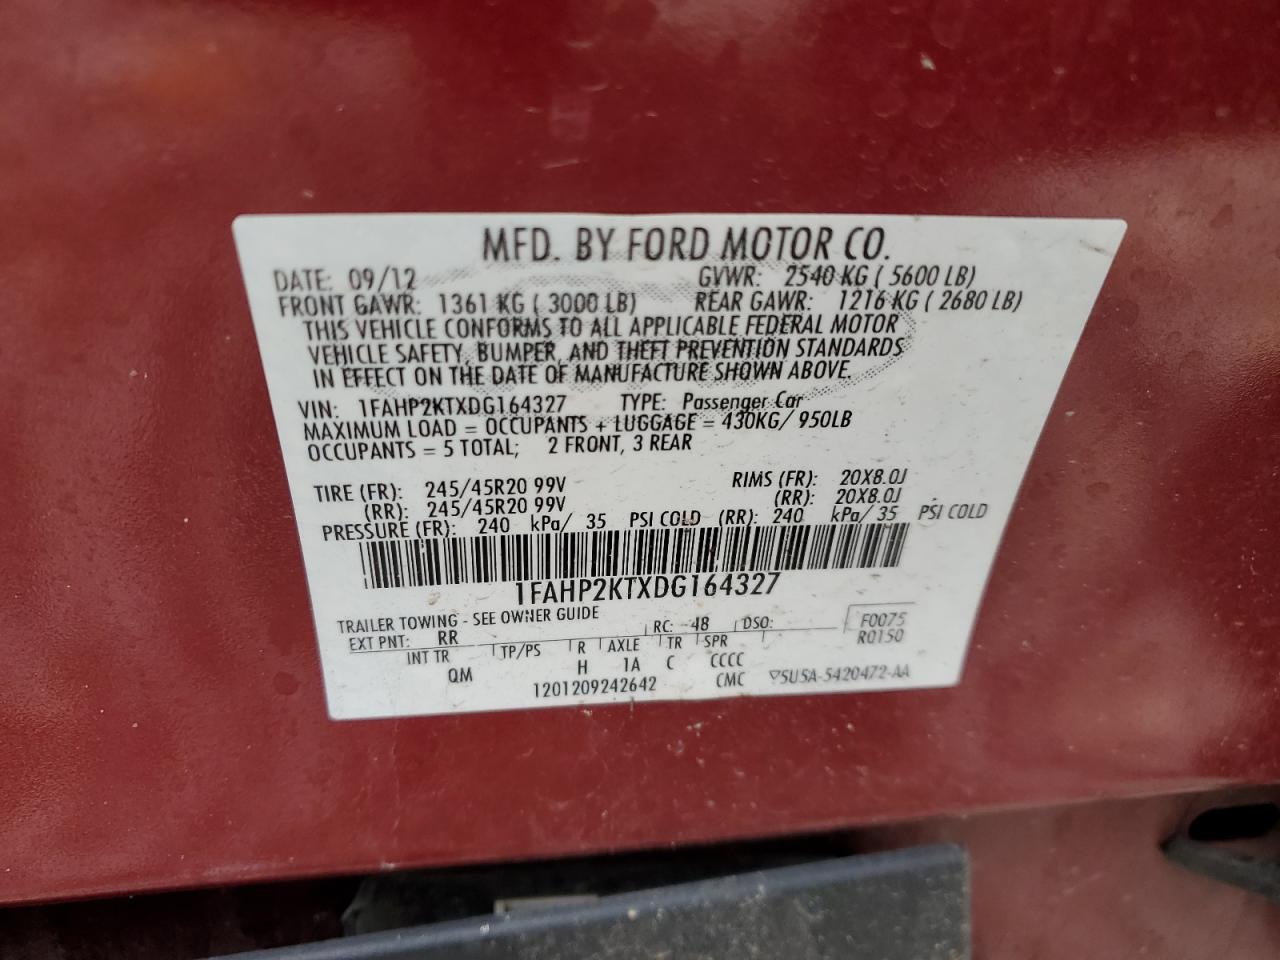 MFD. BY FORD MOTOR CO.
DATE: 09/12 GVWR: 2540 KG ( 5600 LB)
FRONT GAWR: 1361 KG ( 3000 LB) REAR GAWR: 1216 KG ( 2680 LB)
THIS VEHICLE CONFORMS TO ALL APPLICABLE FEDERAL MOTOR
VEHICLE SAFETY, BUMPER, AND THEFT PREVENTION STANDARDS
IN EFFECT ON THE DATE OF MANUFACTURE SHOWN ABOVE.
VIN: 1FAHP2KTXDG164327 TYPE: Passenger Car
MAXIMUM LOAD = OCCUPANTS + LUGGAGE = 430KG/ 950LB
OCCUPANTS = 5 TOTAL; 2 FRONT, 3 REAR
TIRE (FR): 245/45R20 99V RIMS (FR): 20X8.0J
(RR): 245/45R20 99V (RR): 20X8.0J
PRESSURE (FR): 240 kPa/ 35 PSI COLD (RR): 240 kPa/ 35 PSI COLD
1FAHP2KTXDG164327
TRAILER TOWING - SEE OWNER GUIDE
EXT PNT: RR RC: 48 DSO: F0075
R0150
INT TR TP/PS R AXLE TR SPR
QM H 1A C CCCC
1201209242642 CMC ▽5U5A-5420472-AA